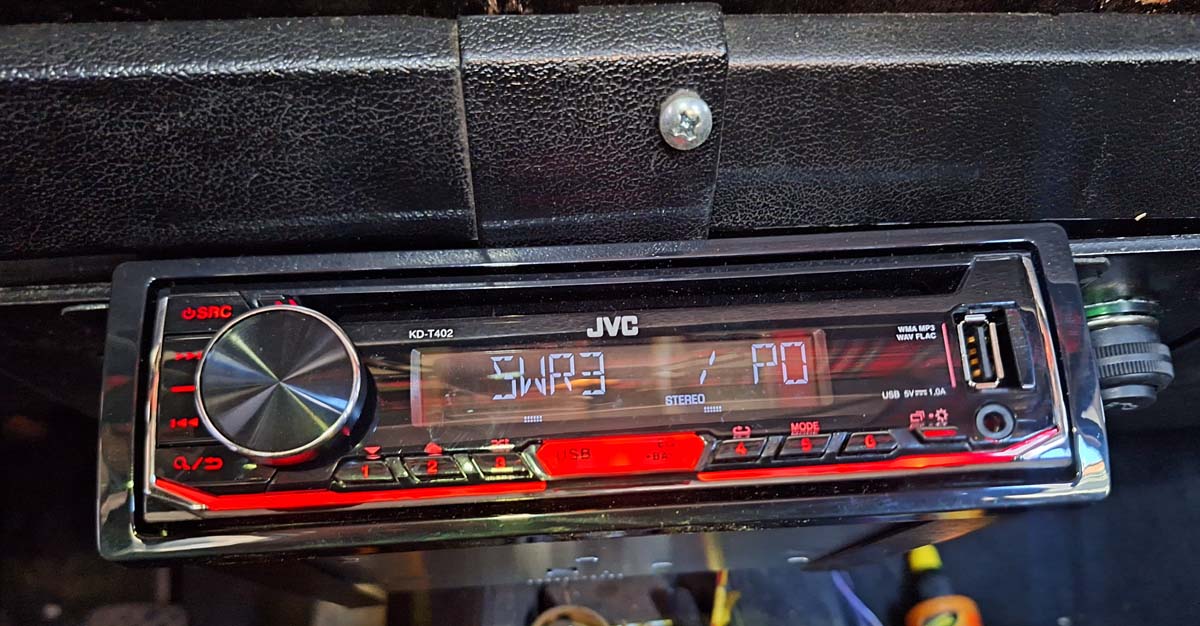 SRC
KD-T402
JVC
WMA MP3
WAV FLAC
SWR3 / PO
STEREO
USB 5V 1.0A
MODE
1 2 3 USB 4 5 6